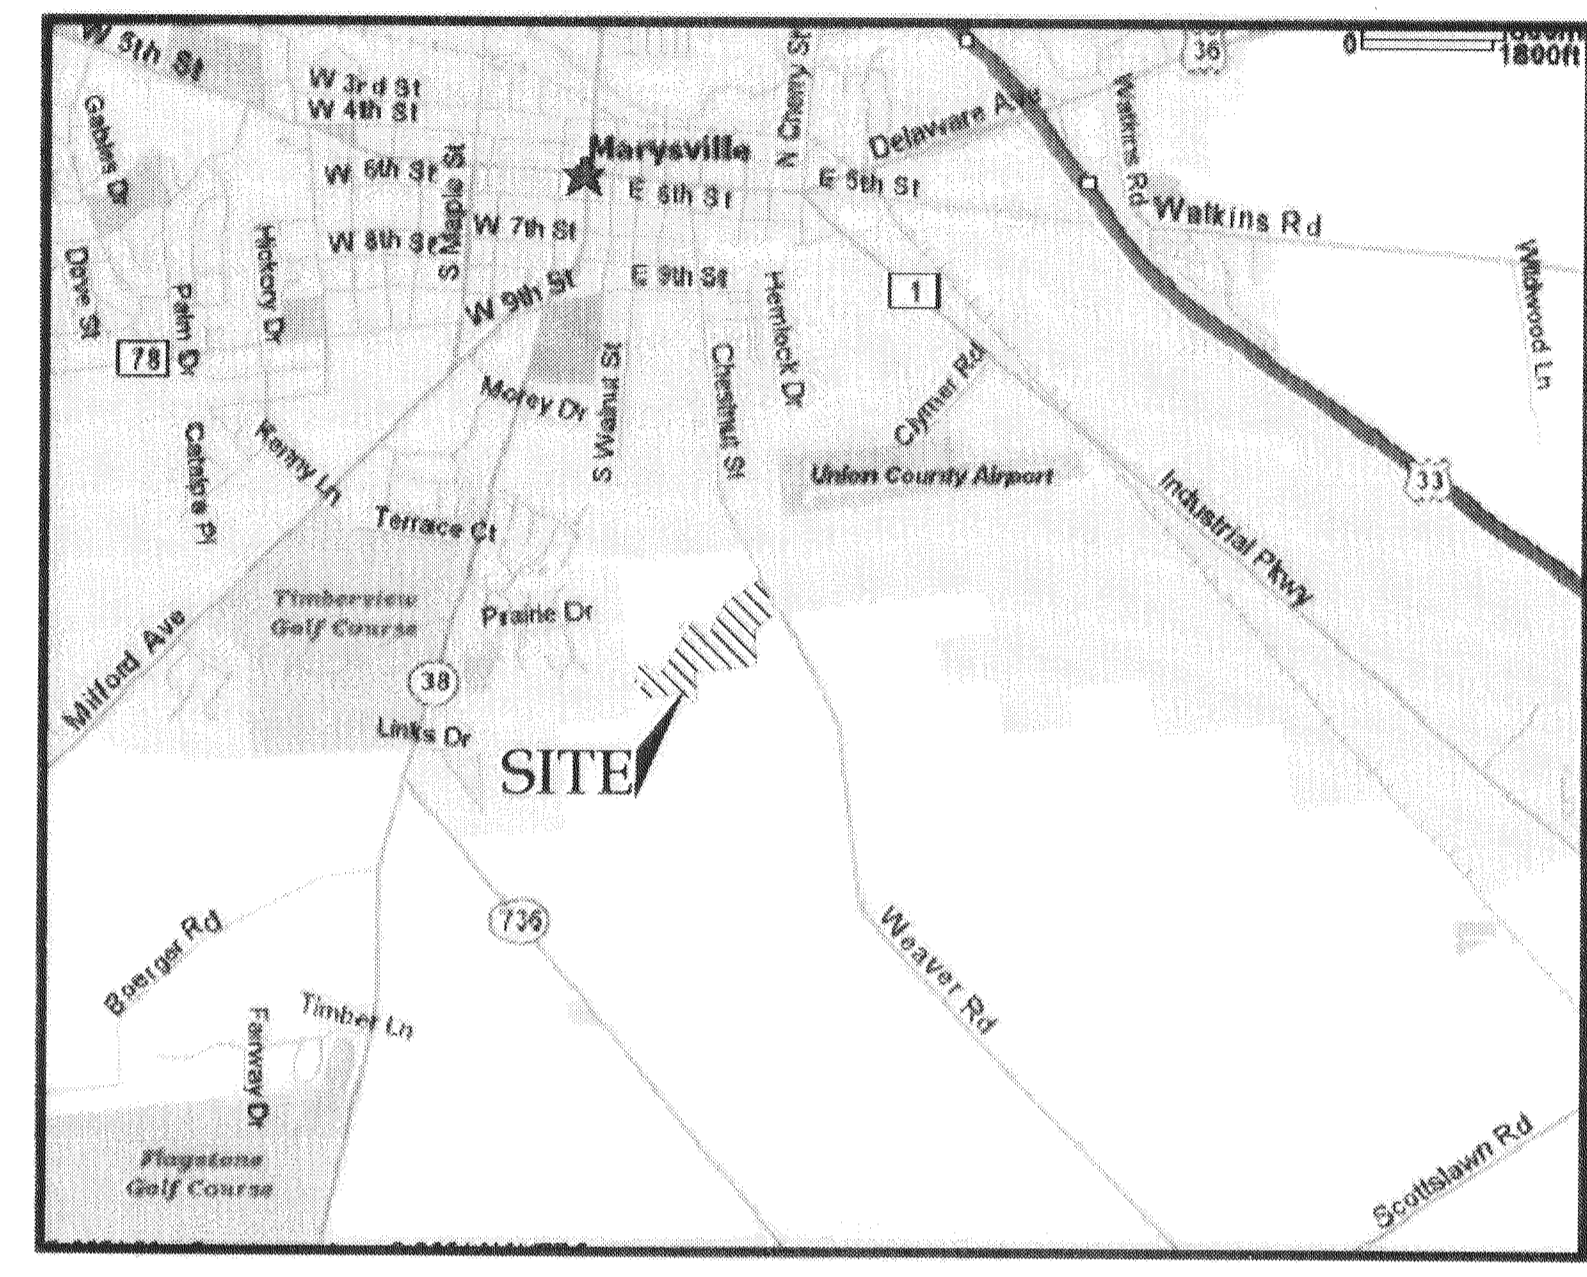 W 5th St
36
0
1800ft
W 3rd St
W 4th St
N Cherry St
Delaware Ave
Watkins Rd
Gables Dr
Marysville
W 6th St
S Maple St
E 6th St
E 5th St
Watkins Rd
W 7th St
W 8th St
Hickory Dr
Dove St
W 9th St
E 9th St
Hemlock Dr
1
Wildwood Ln
Palm Dr
78
Morey Dr
S Walnut St
Chestnut St
Clymer Rd
Catalpa Pl
Kenny Ln
Union County Airport
33
Industrial Pkwy
Terrace Ct
Timberview
Golf Course
Prairie Dr
Milford Ave
38
Links Dr
SITE
736
Boerger Rd
Weaver Rd
Timber Ln
Fairway Dr
Flagstone
Golf Course
Scottslawn Rd